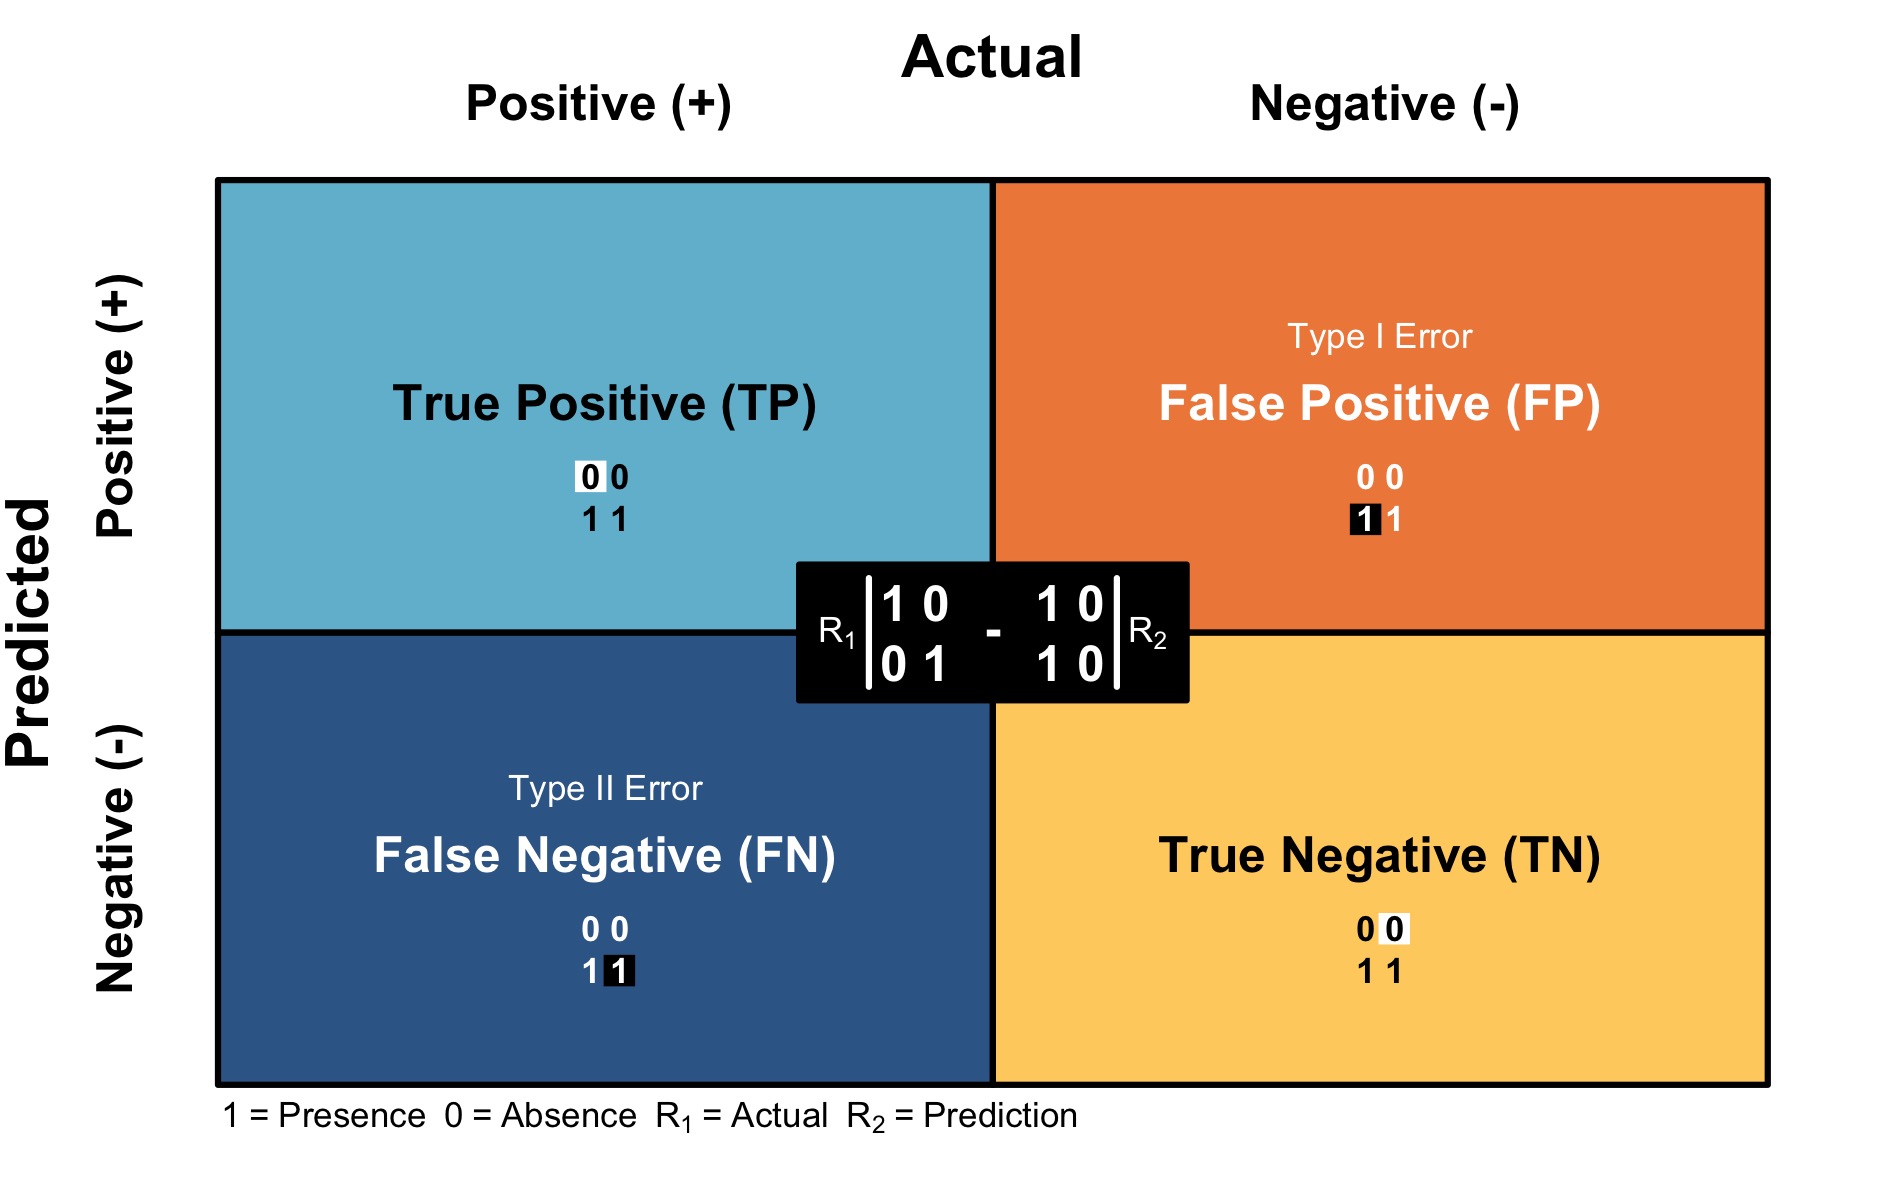 Actual
Positive (+) Negative (-)
Predicted
Positive (+)
Negative (-)
True Positive (TP)
0 0
1 1
Type I Error
False Positive (FP)
0 0
1 1
R1 1 0 - 1 0 R2
0 1 1 0
Type II Error
False Negative (FN)
0 0
1 1
True Negative (TN)
0 0
1 1
1 = Presence 0 = Absence R1 = Actual R2 = Prediction